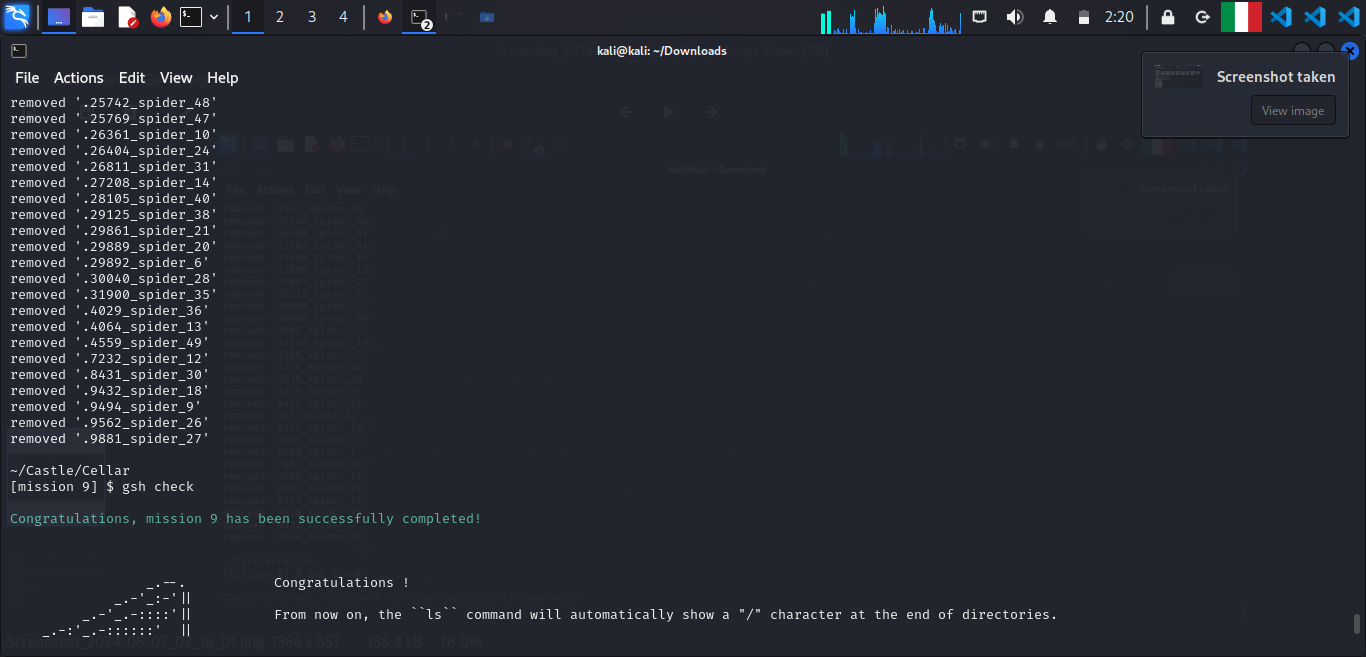 1 2 3 4 2 2:20
kali@kali: ~/Downloads
File Actions Edit View Help
Screenshot taken
View image
removed '.25742_spider_48'
removed '.25769_spider_47'
removed '.26361_spider_10'
removed '.26404_spider_24'
removed '.26811_spider_31'
removed '.27208_spider_14'
removed '.28105_spider_40'
removed '.29125_spider_38'
removed '.29861_spider_21'
removed '.29889_spider_20'
removed '.29892_spider_6'
removed '.30040_spider_28'
removed '.31900_spider_35'
removed '.4029_spider_36'
removed '.4064_spider_13'
removed '.4559_spider_49'
removed '.7232_spider_12'
removed '.8431_spider_30'
removed '.9432_spider_18'
removed '.9494_spider_9'
removed '.9562_spider_26'
removed '.9881_spider_27'
~/Castle/Cellar
[mission 9] $ gsh check
Congratulations, mission 9 has been successfully completed!
Congratulations !
From now on, the ``ls`` command will automatically show a "/" character at the end of directories.
Screenshot_2024-06-07_02_16_01.png 1366 x 657 158.4 kB 76.0%